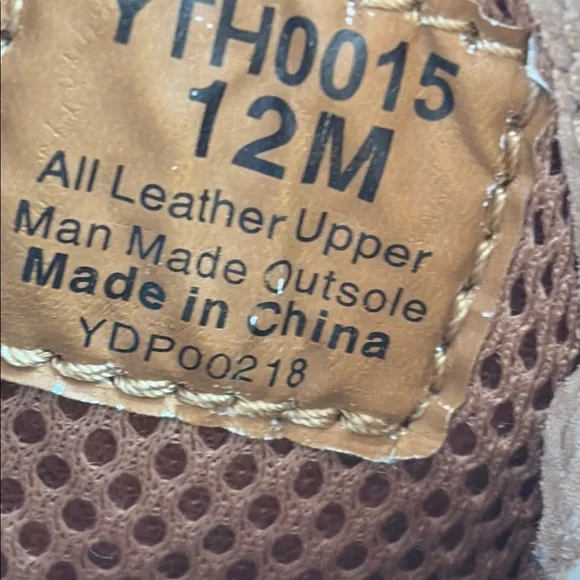 YTH0015
12M
All Leather Upper
Man Made Outsole
Made in China
YDP00218